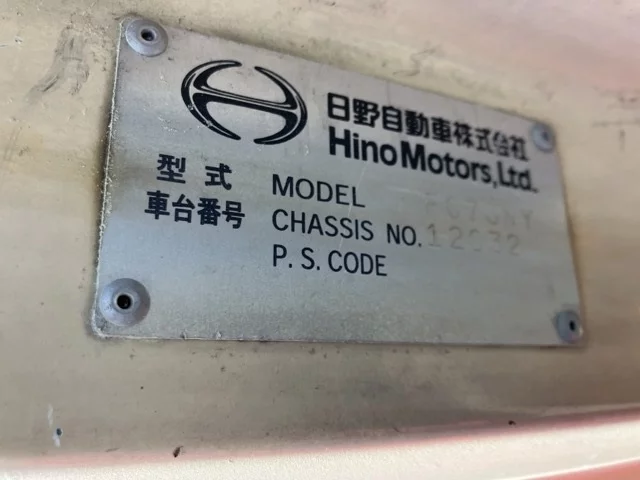 日野自動車株式会社
Hino Motors, Ltd.
型式 MODEL
車台番号 CHASSIS NO.
P. S. CODE